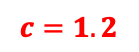 c = 1.2